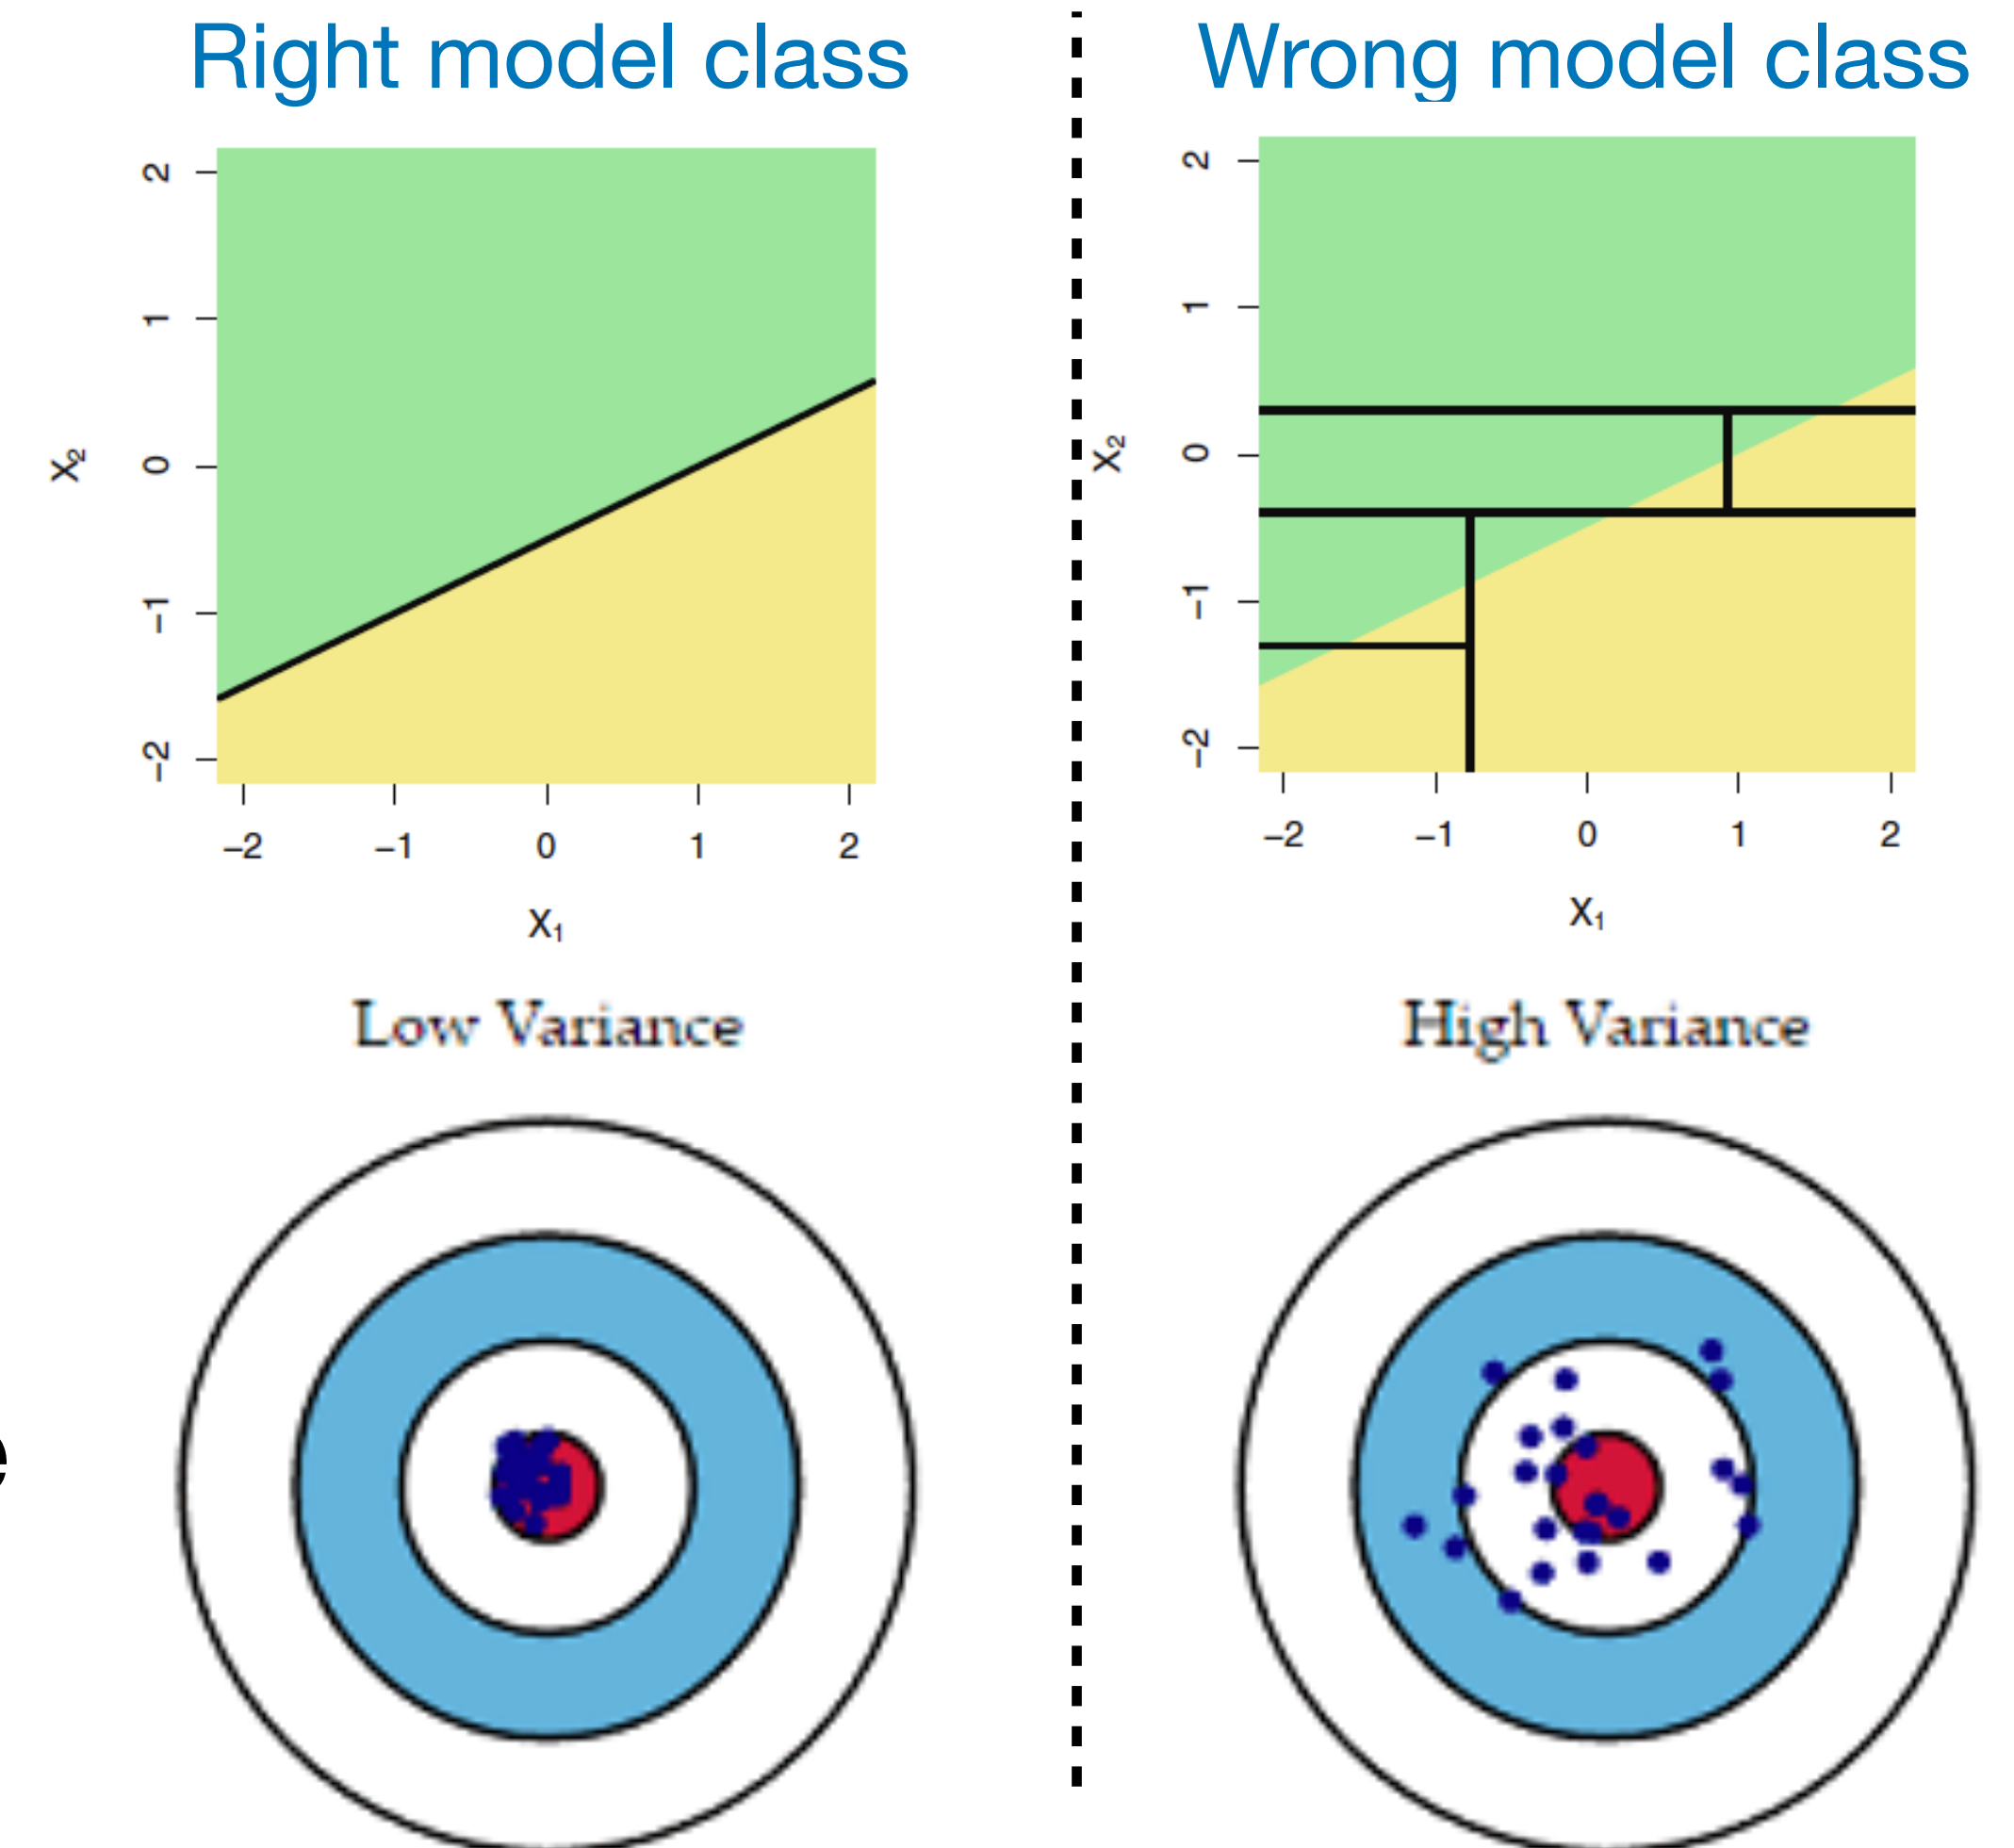 Right model class
2
1
0
−1
−2
X₂
−2 −1 0 1 2
X₁
Low Variance
Wrong model class
2
1
0
−1
−2
X₂
−2 −1 0 1 2
X₁
High Variance